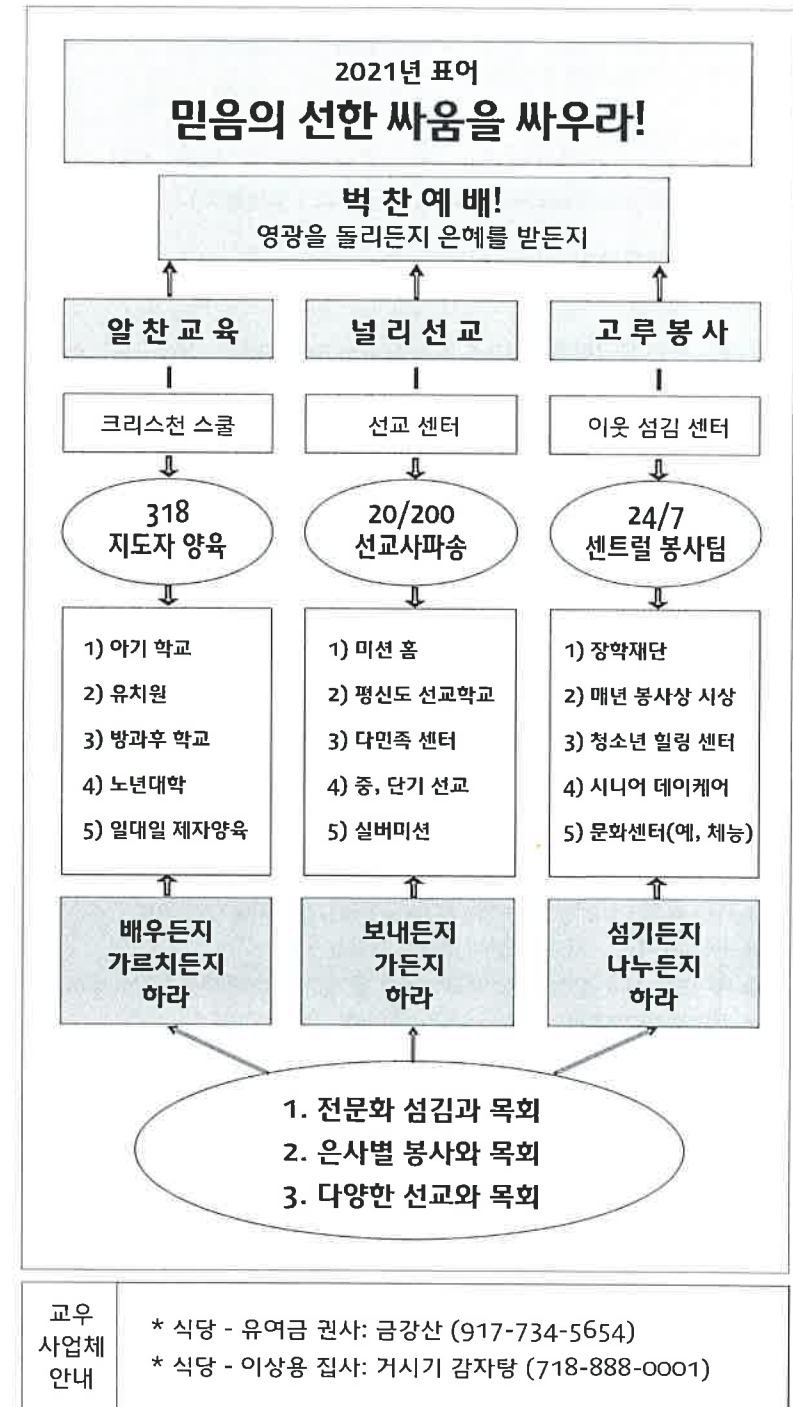 2021년 표어
믿음의 선한 싸움을 싸우라!
벅 찬 예 배!
영광을 돌리든지 은혜를 받든지
알 찬 교 육
널 리 선 교
고 루 봉 사
크리스천 스쿨
선교 센터
이웃 섬김 센터
318
지도자 양육
20/200
선교사파송
24/7
센트럴 봉사팀
1) 아기 학교
2) 유치원
3) 방과후 학교
4) 노년대학
5) 일대일 제자양육
1) 미션 홈
2) 평신도 선교학교
3) 다민족 센터
4) 중, 단기 선교
5) 실버미션
1) 장학재단
2) 매년 봉사상 시상
3) 청소년 힐링 센터
4) 시니어 데이케어
5) 문화센터(예, 체능)
배우든지
가르치든지
하라
보내든지
가든지
하라
섬기든지
나누든지
하라
1. 전문화 섬김과 목회
2. 은사별 봉사와 목회
3. 다양한 선교와 목회
교우
사업체
안내
* 식당 - 유여금 권사: 금강산 (917-734-5654)
* 식당 - 이상용 집사: 거시기 감자탕 (718-888-0001)